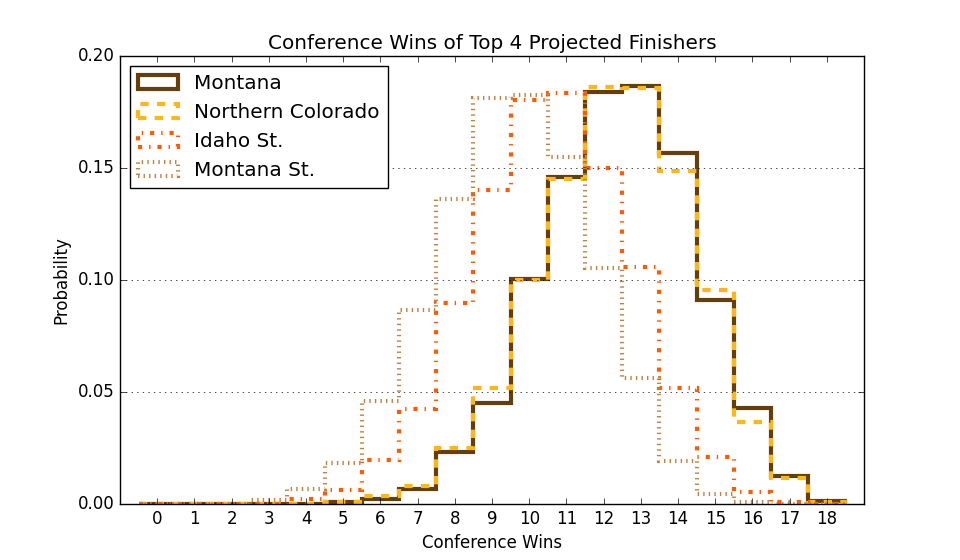 Conference Wins of Top 4 Projected Finishers
0.20
0.15
0.10
0.05
0.00
Probability
Montana
Northern Colorado
Idaho St.
Montana St.
0 1 2 3 4 5 6 7 8 9 10 11 12 13 14 15 16 17 18
Conference Wins